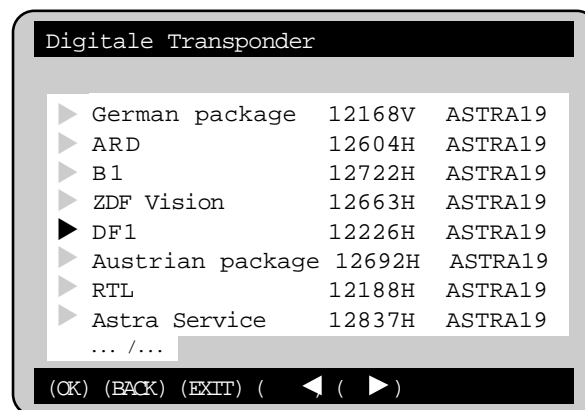 Digitale Transponder
German package 12168V ASTRA19
ARD 12604H ASTRA19
B1 12722H ASTRA19
ZDF Vision 12663H ASTRA19
DF1 12226H ASTRA19
Austrian package 12692H ASTRA19
RTL 12188H ASTRA19
Astra Service 12837H ASTRA19
... /...
(OK) (BACK) (EXIT) ( ◀) ( ▶ )